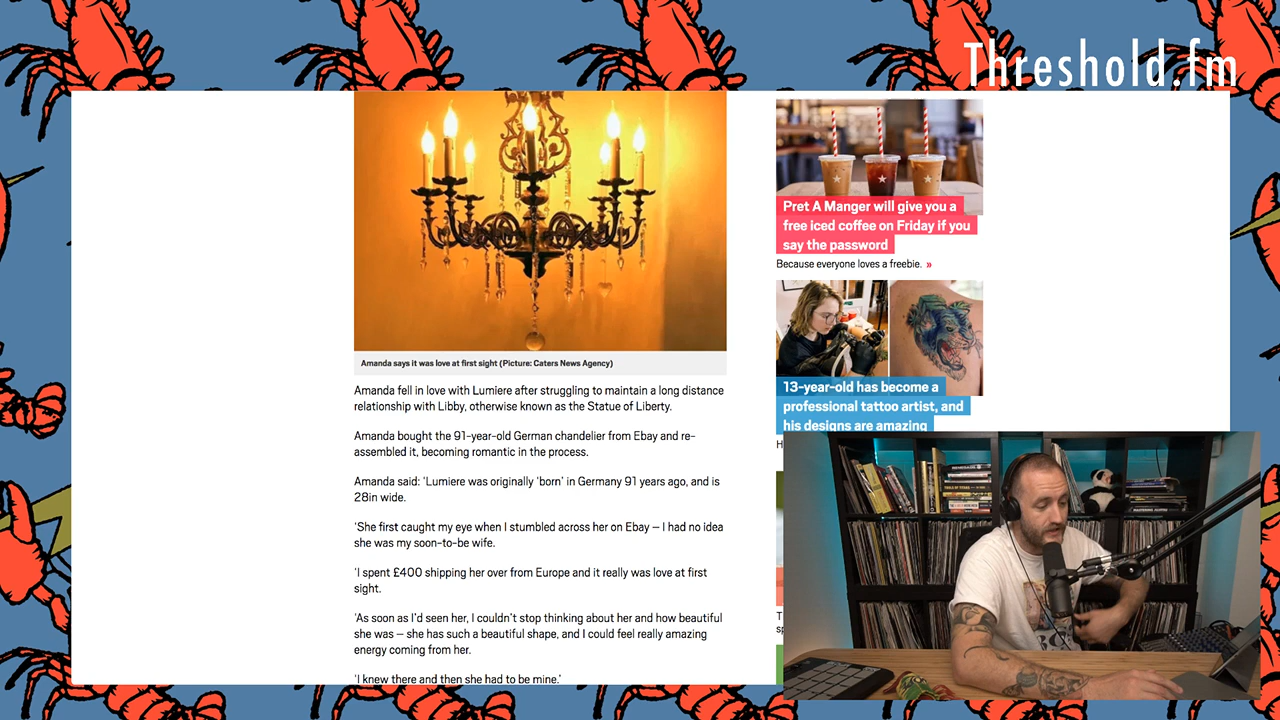 Threshold.fm
Amanda says it was love at first sight (Picture: Caters News Agency)
Amanda fell in love with Lumiere after struggling to maintain a long distance
relationship with Libby, otherwise known as the Statue of Liberty.
Amanda bought the 91-year-old German chandelier from Ebay and re-
assembled it, becoming romantic in the process.
Amanda said: 'Lumiere was originally 'born' in Germany 91 years ago, and is
28in wide.
'She first caught my eye when I stumbled across her on Ebay – I had no idea
she was my soon-to-be wife.
'I spent £400 shipping her over from Europe and it really was love at first
sight.
'As soon as I'd seen her, I couldn't stop thinking about her and how beautiful
she was – she has such a beautiful shape, and I could feel really amazing
energy coming from her.
'I knew there and then she had to be mine.'
Pret A Manger will give you a
free iced coffee on Friday if you
say the password
Because everyone loves a freebie. »
13-year-old has become a
professional tattoo artist, and
his designs are amazing